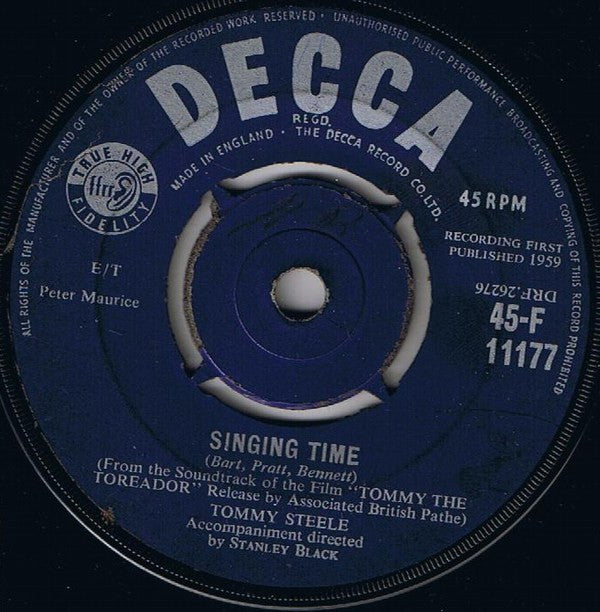 ALL RIGHTS OF THE MANUFACTURER AND OF THE OWNER OF THE RECORDED WORK RESERVED · UNAUTHORISED PUBLIC PERFORMANCE BROADCASTING AND COPYING OF THIS RECORD PROHIBITED
DECCA
REGD.
MADE IN ENGLAND · THE DECCA RECORD CO. LTD.
TRUE HIGH
ffrr
FIDELITY
45 RPM
RECORDING FIRST
PUBLISHED 1959
E/T
Peter Maurice
DRF.26276
45-F
11177
SINGING TIME
(Bart, Pratt, Bennett)
(From the Soundtrack of the Film "TOMMY THE
TOREADOR" Release by Associated British Pathe)
TOMMY STEELE
Accompaniment directed
by STANLEY BLACK